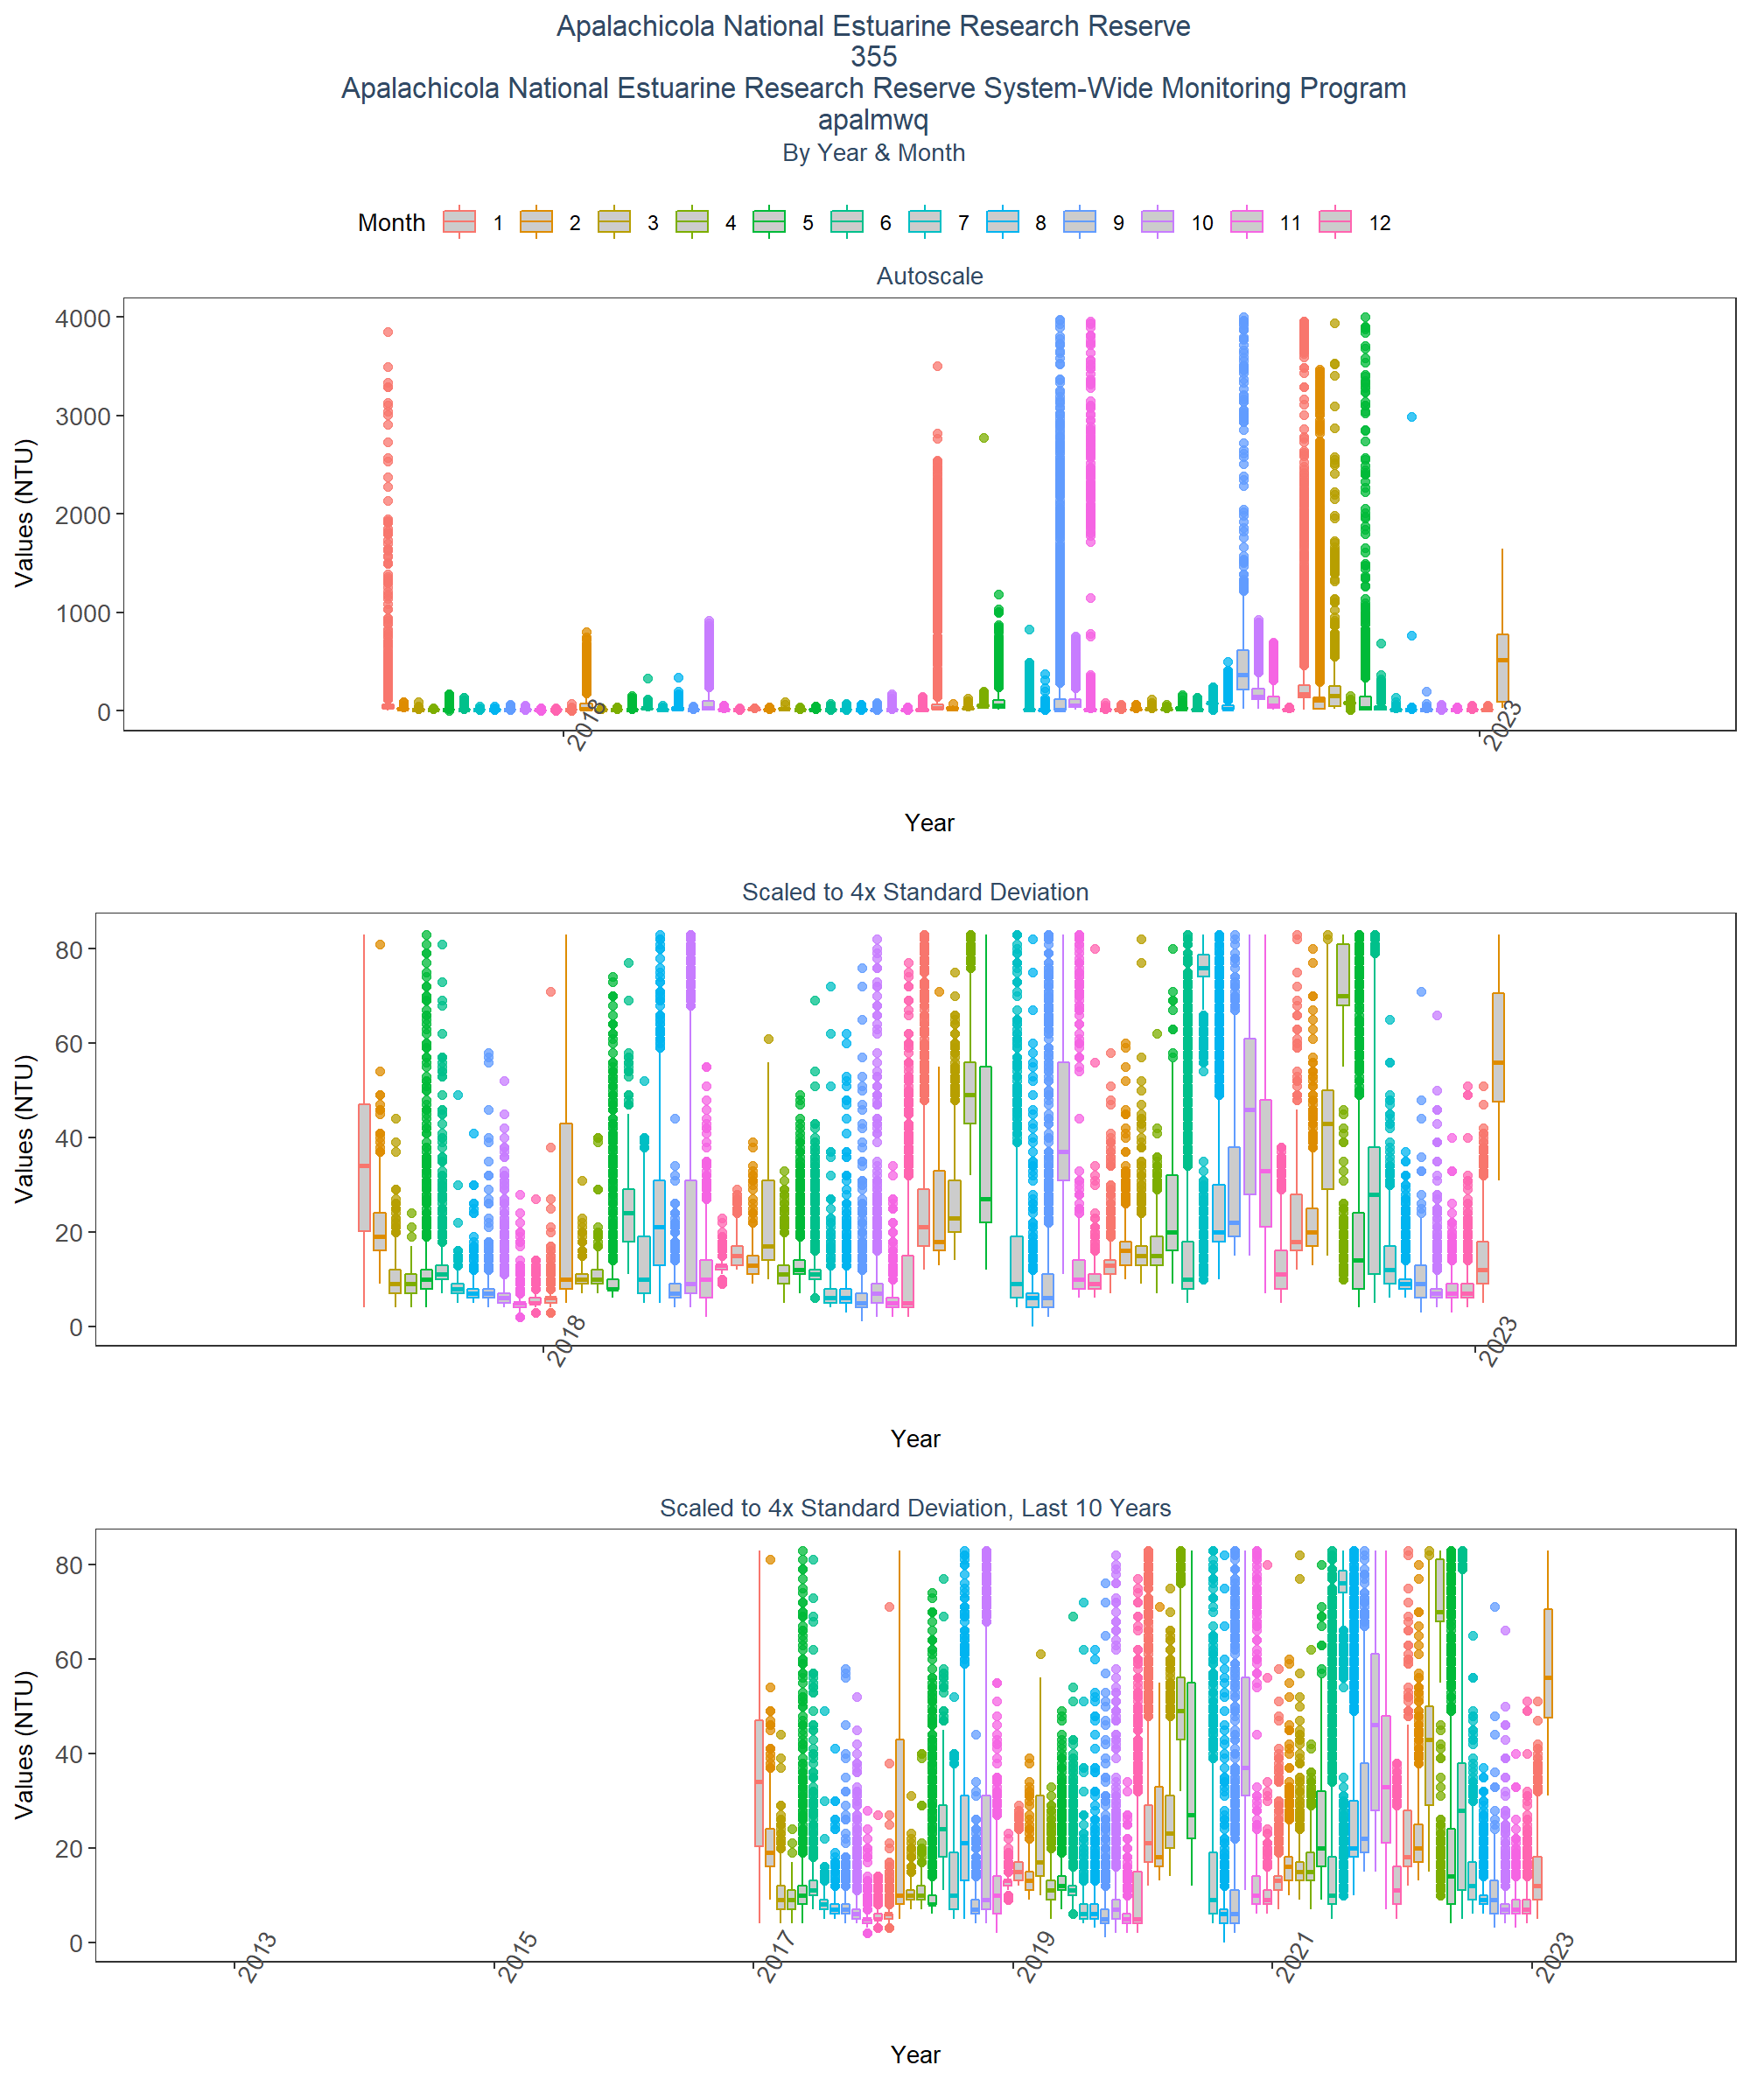 Apalachicola National Estuarine Research Reserve
355
Apalachicola National Estuarine Research Reserve System-Wide Monitoring Program
apalmwq
By Year & Month
Month 1 2 3 4 5 6 7 8 9 10 11 12
Autoscale
Values (NTU)
4000
3000
2000
1000
0
2018 2023
Year
Scaled to 4x Standard Deviation
Values (NTU)
80
60
40
20
0
2018 2023
Year
Scaled to 4x Standard Deviation, Last 10 Years
Values (NTU)
80
60
40
20
0
2013 2015 2017 2019 2021 2023
Year